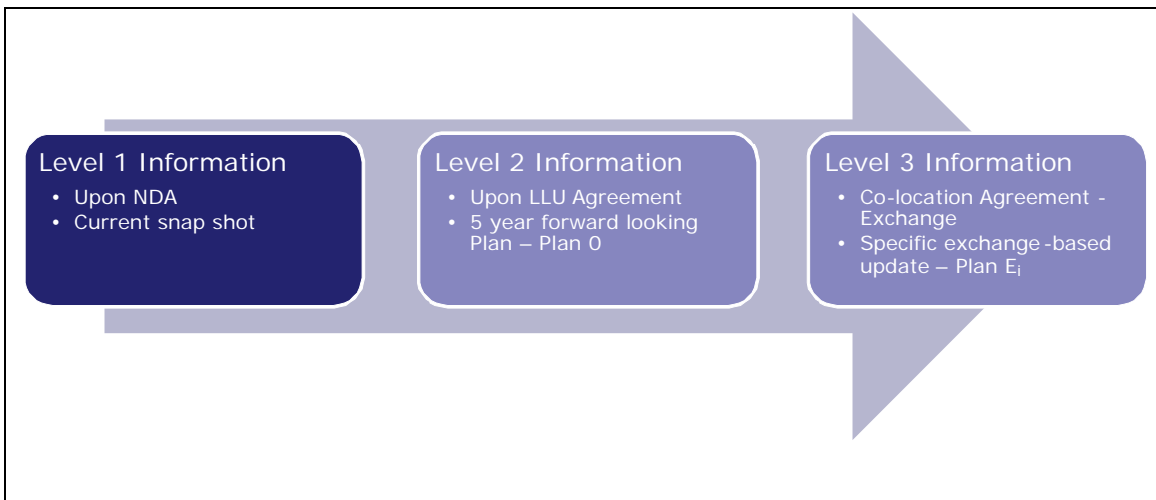 Level 1 Information
• Upon NDA
• Current snap shot
Level 2 Information
• Upon LLU Agreement
• 5 year forward looking
Plan – Plan 0
Level 3 Information
• Co-location Agreement -
Exchange
• Specific exchange-based
update – Plan Ei